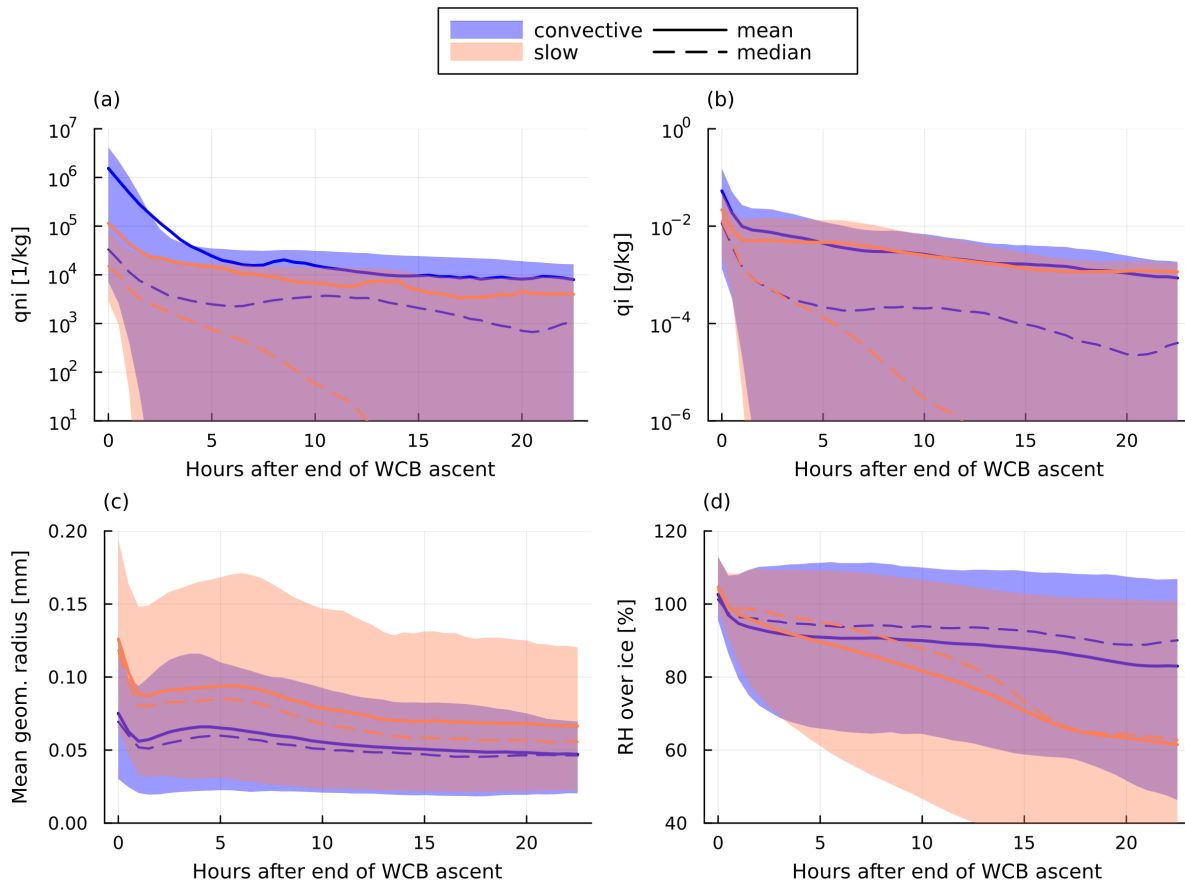 convective mean
slow median
(a)
qni [1/kg]
10^7
10^6
10^5
10^4
10^3
10^2
10^1
0 5 10 15 20
Hours after end of WCB ascent
(b)
qi [g/kg]
10^0
10^−2
10^−4
10^−6
0 5 10 15 20
Hours after end of WCB ascent
(c)
Mean geom. radius [mm]
0.20
0.15
0.10
0.05
0.00
0 5 10 15 20
Hours after end of WCB ascent
(d)
RH over ice [%]
120
100
80
60
40
0 5 10 15 20
Hours after end of WCB ascent